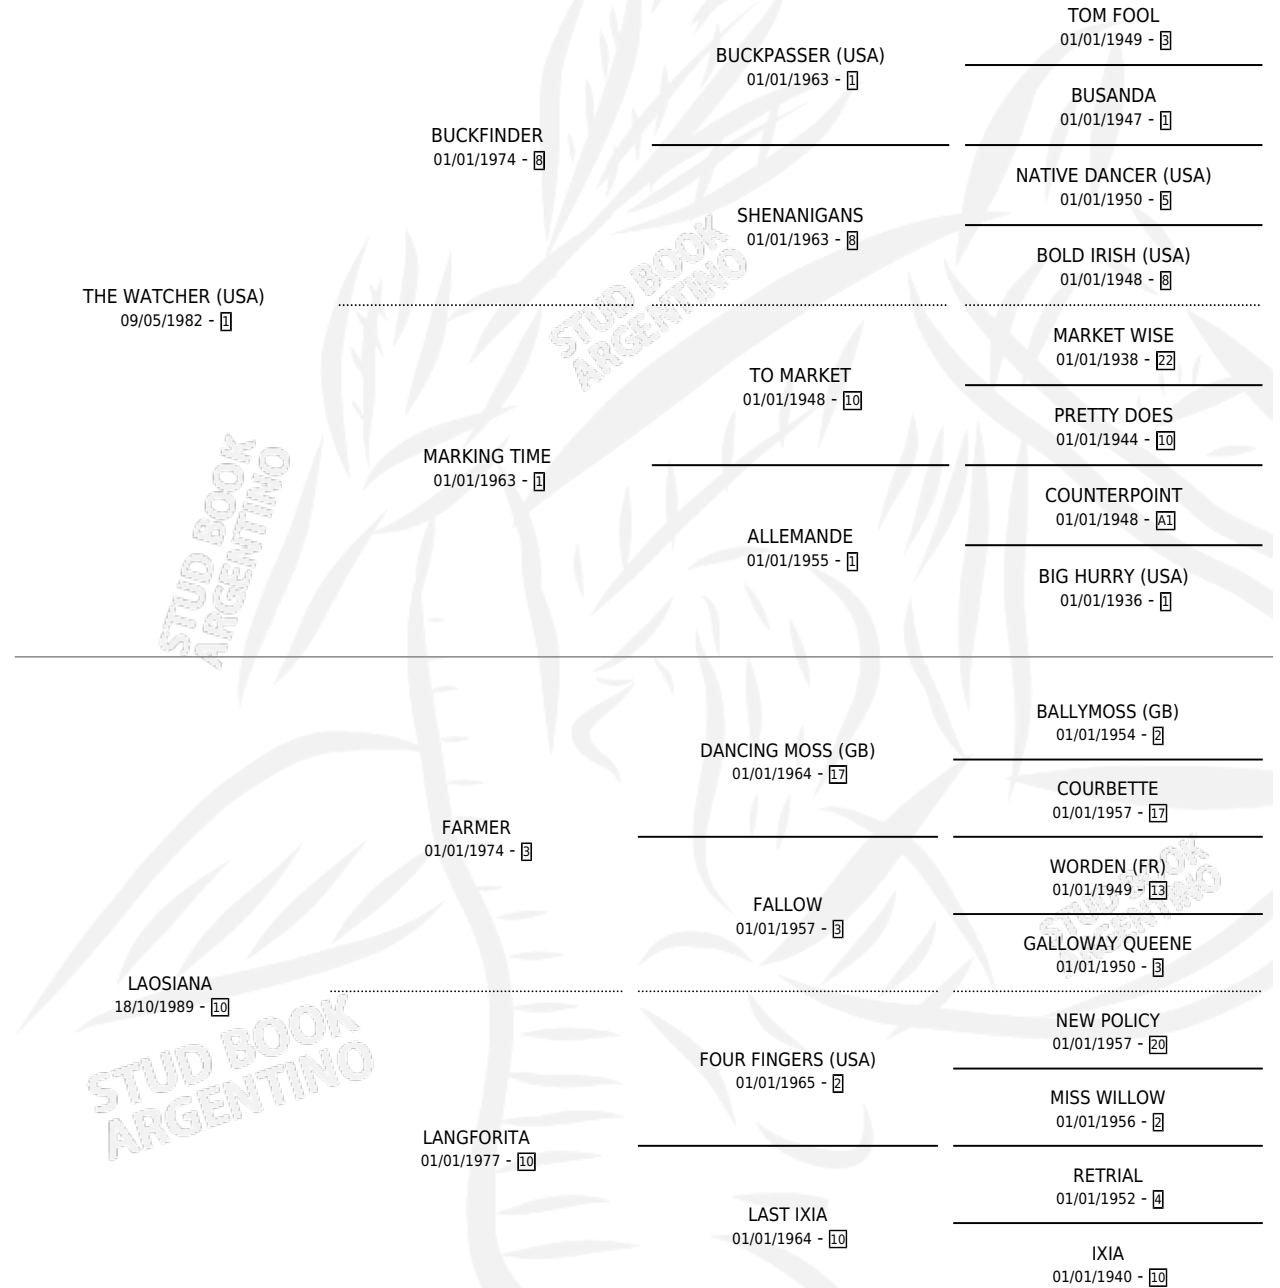 TOM FOOL
01/01/1949 - 3
BUCKPASSER (USA)
01/01/1963 - 1
BUSANDA
01/01/1947 - 1
BUCKFINDER
01/01/1974 - 8
NATIVE DANCER (USA)
01/01/1950 - 5
SHENANIGANS
01/01/1963 - 8
BOLD IRISH (USA)
01/01/1948 - 8
THE WATCHER (USA)
09/05/1982 - 1
STUD BOOK
ARGENTINO
MARKET WISE
01/01/1938 - 22
TO MARKET
01/01/1948 - 10
PRETTY DOES
01/01/1944 - 10
MARKING TIME
01/01/1963 - 1
COUNTERPOINT
01/01/1948 - A1
ALLEMANDE
01/01/1955 - 1
BIG HURRY (USA)
01/01/1936 - 1
STUD BOOK
ARGENTINO
BALLYMOSS (GB)
01/01/1954 - 2
DANCING MOSS (GB)
01/01/1964 - 17
COURBETTE
01/01/1957 - 17
FARMER
01/01/1974 - 3
WORDEN (FR)
01/01/1949 - 13
FALLOW
01/01/1957 - 3
GALLOWAY QUEENE
01/01/1950 - 3
STUD BOOK
ARGENTINO
LAOSIANA
18/10/1989 - 10
NEW POLICY
01/01/1957 - 20
FOUR FINGERS (USA)
01/01/1965 - 2
MISS WILLOW
01/01/1956 - 2
STUD BOOK
ARGENTINO
LANGFORITA
01/01/1977 - 10
RETRIAL
01/01/1952 - 4
LAST IXIA
01/01/1964 - 10
IXIA
01/01/1940 - 10